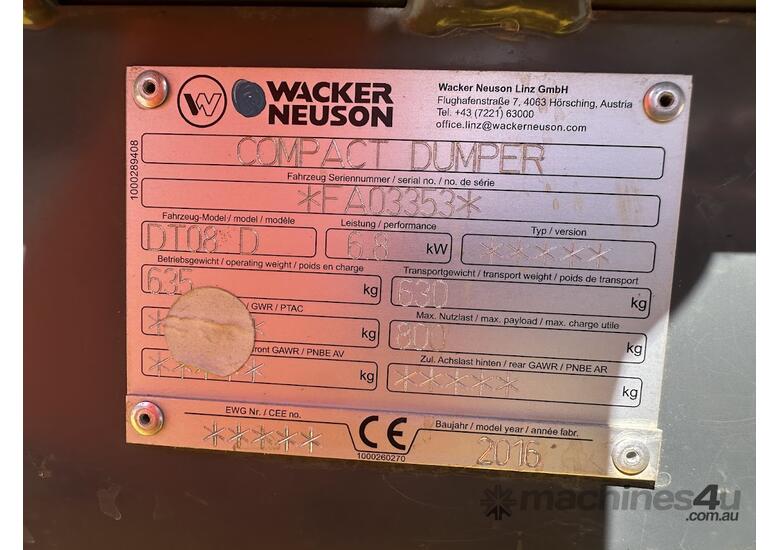 WACKER
NEUSON
Wacker Neuson Linz GmbH
Flughafenstraße 7, 4063 Hörsching, Austria
Tel. +43 (7221) 63000
office.linz@wackerneuson.com
1000289408
COMPACT DUMPER
Fahrzeug Seriennummer / serial no. / no. de série
*FA03353*
Fahrzeug-Model / model / modèle
DT08 D
Leistung / performance
6.8 kW
Typ / version
*****
Betriebsgewicht / operating weight / poids en charge
635 kg
Transportgewicht / transport weight / poids de transport
630 kg
/ GWR / PTAC
kg
Max. Nutzlast / max. payload / max. charge utile
800 kg
front GAWR / PNBE AV
***** kg
Zul. Achslast hinten / rear GAWR / PNBE AR
***** kg
EWG Nr. / CEE no.
*****
CE
1000260270
Baujahr / model year / année fabr.
2016
machines4u
.com.au